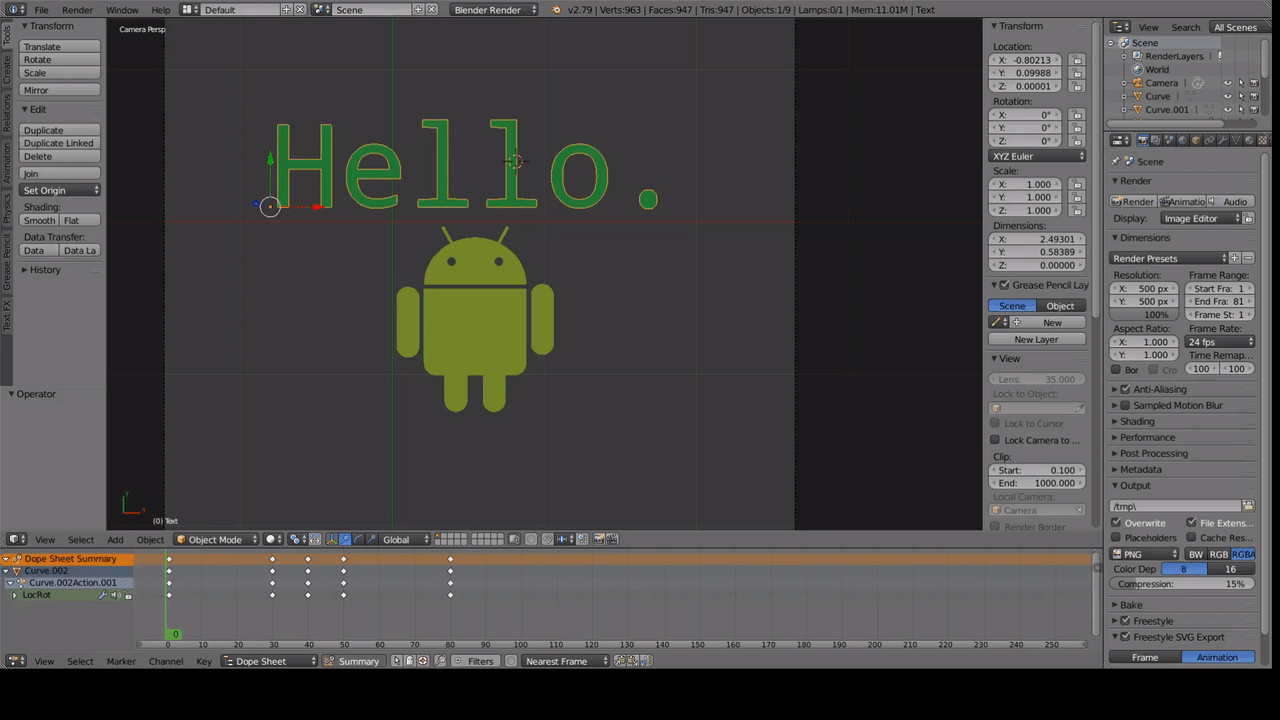 File Render Window Help Default Scene Blender Render v2.79 | Verts:963 | Faces:947 | Tris:947 | Objects:1/9 | Lamps:0/1 | Mem:11.01M | Text
Tools
Create
Relations
Animation
Physics
Grease Pencil
Text FX
Transform
Translate
Rotate
Scale
Mirror
Edit
Duplicate
Duplicate Linked
Delete
Join
Set Origin
Shading:
Smooth Flat
Data Transfer:
Data Data La
History
Operator
Camera Persp
Hello.
(0) Text
Transform
Location:
X: -0.80213
Y: 0.09988
Z: 0.00001
Rotation:
X: 0°
Y: 0°
Z: 0°
XYZ Euler
Scale:
X: 1.000
Y: 1.000
Z: 1.000
Dimensions:
X: 2.49301
Y: 0.58389
Z: 0.00000
Grease Pencil Lay
Scene Object
New
New Layer
View
Lens: 35.000
Lock to Object:
Lock to Cursor
Lock Camera to ...
Clip:
Start: 0.100
End: 1000.000
Local Camera:
Camera
Render Border
View Search All Scenes
Scene
RenderLayers
World
Camera
Curve
Curve.001
Scene
Render
Render Animatio Audio
Display: Image Editor
Dimensions
Render Presets
Resolution: Frame Range:
X: 500 px Start Fra: 1
Y: 500 px End Fra: 81
100% Frame St: 1
Aspect Ratio: Frame Rate:
X: 1.000 24 fps
Y: 1.000 Time Remap...
Bor Cro 100 100
Anti-Aliasing
Sampled Motion Blur
Shading
Performance
Post Processing
Metadata
Output
/tmp\
Overwrite File Extens...
Placeholders Cache Res...
PNG BW RGB RGBA
Color Dep 8 16
Compression: 15%
Bake
Freestyle
Freestyle SVG Export
Frame Animation
View Select Add Object Object Mode Global
Dope Sheet Summary
Curve.002
Curve.002Action.001
LocRot
0
0 10 20 30 40 50 60 70 80 90 100 110 120 130 140 150 160 170 180 190 200 210 220 230 240 250
View Select Marker Channel Key Dope Sheet Summary Filters Nearest Frame